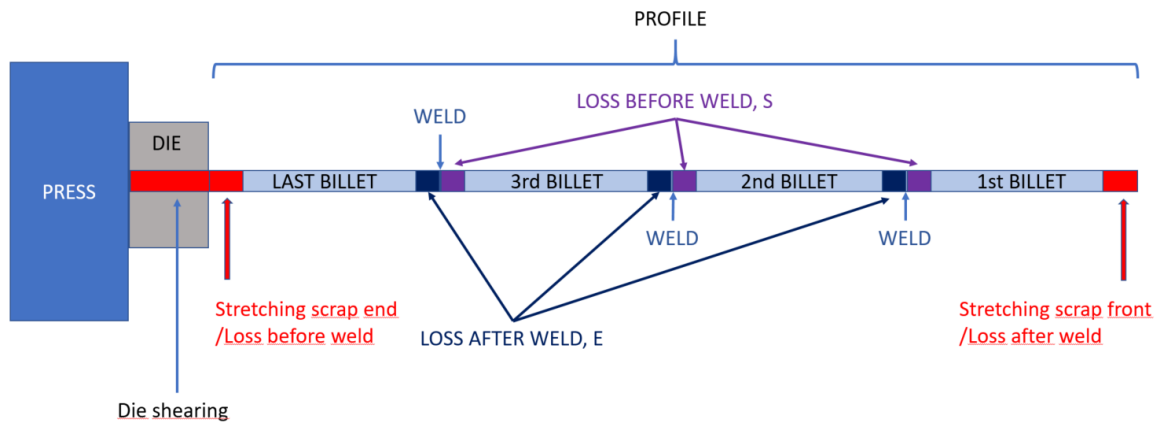 PROFILE
LOSS BEFORE WELD, S
WELD
DIE
PRESS
LAST BILLET
3rd BILLET
2nd BILLET
1st BILLET
WELD
WELD
Stretching scrap end
/Loss before weld
LOSS AFTER WELD, E
Stretching scrap front
/Loss after weld
Die shearing